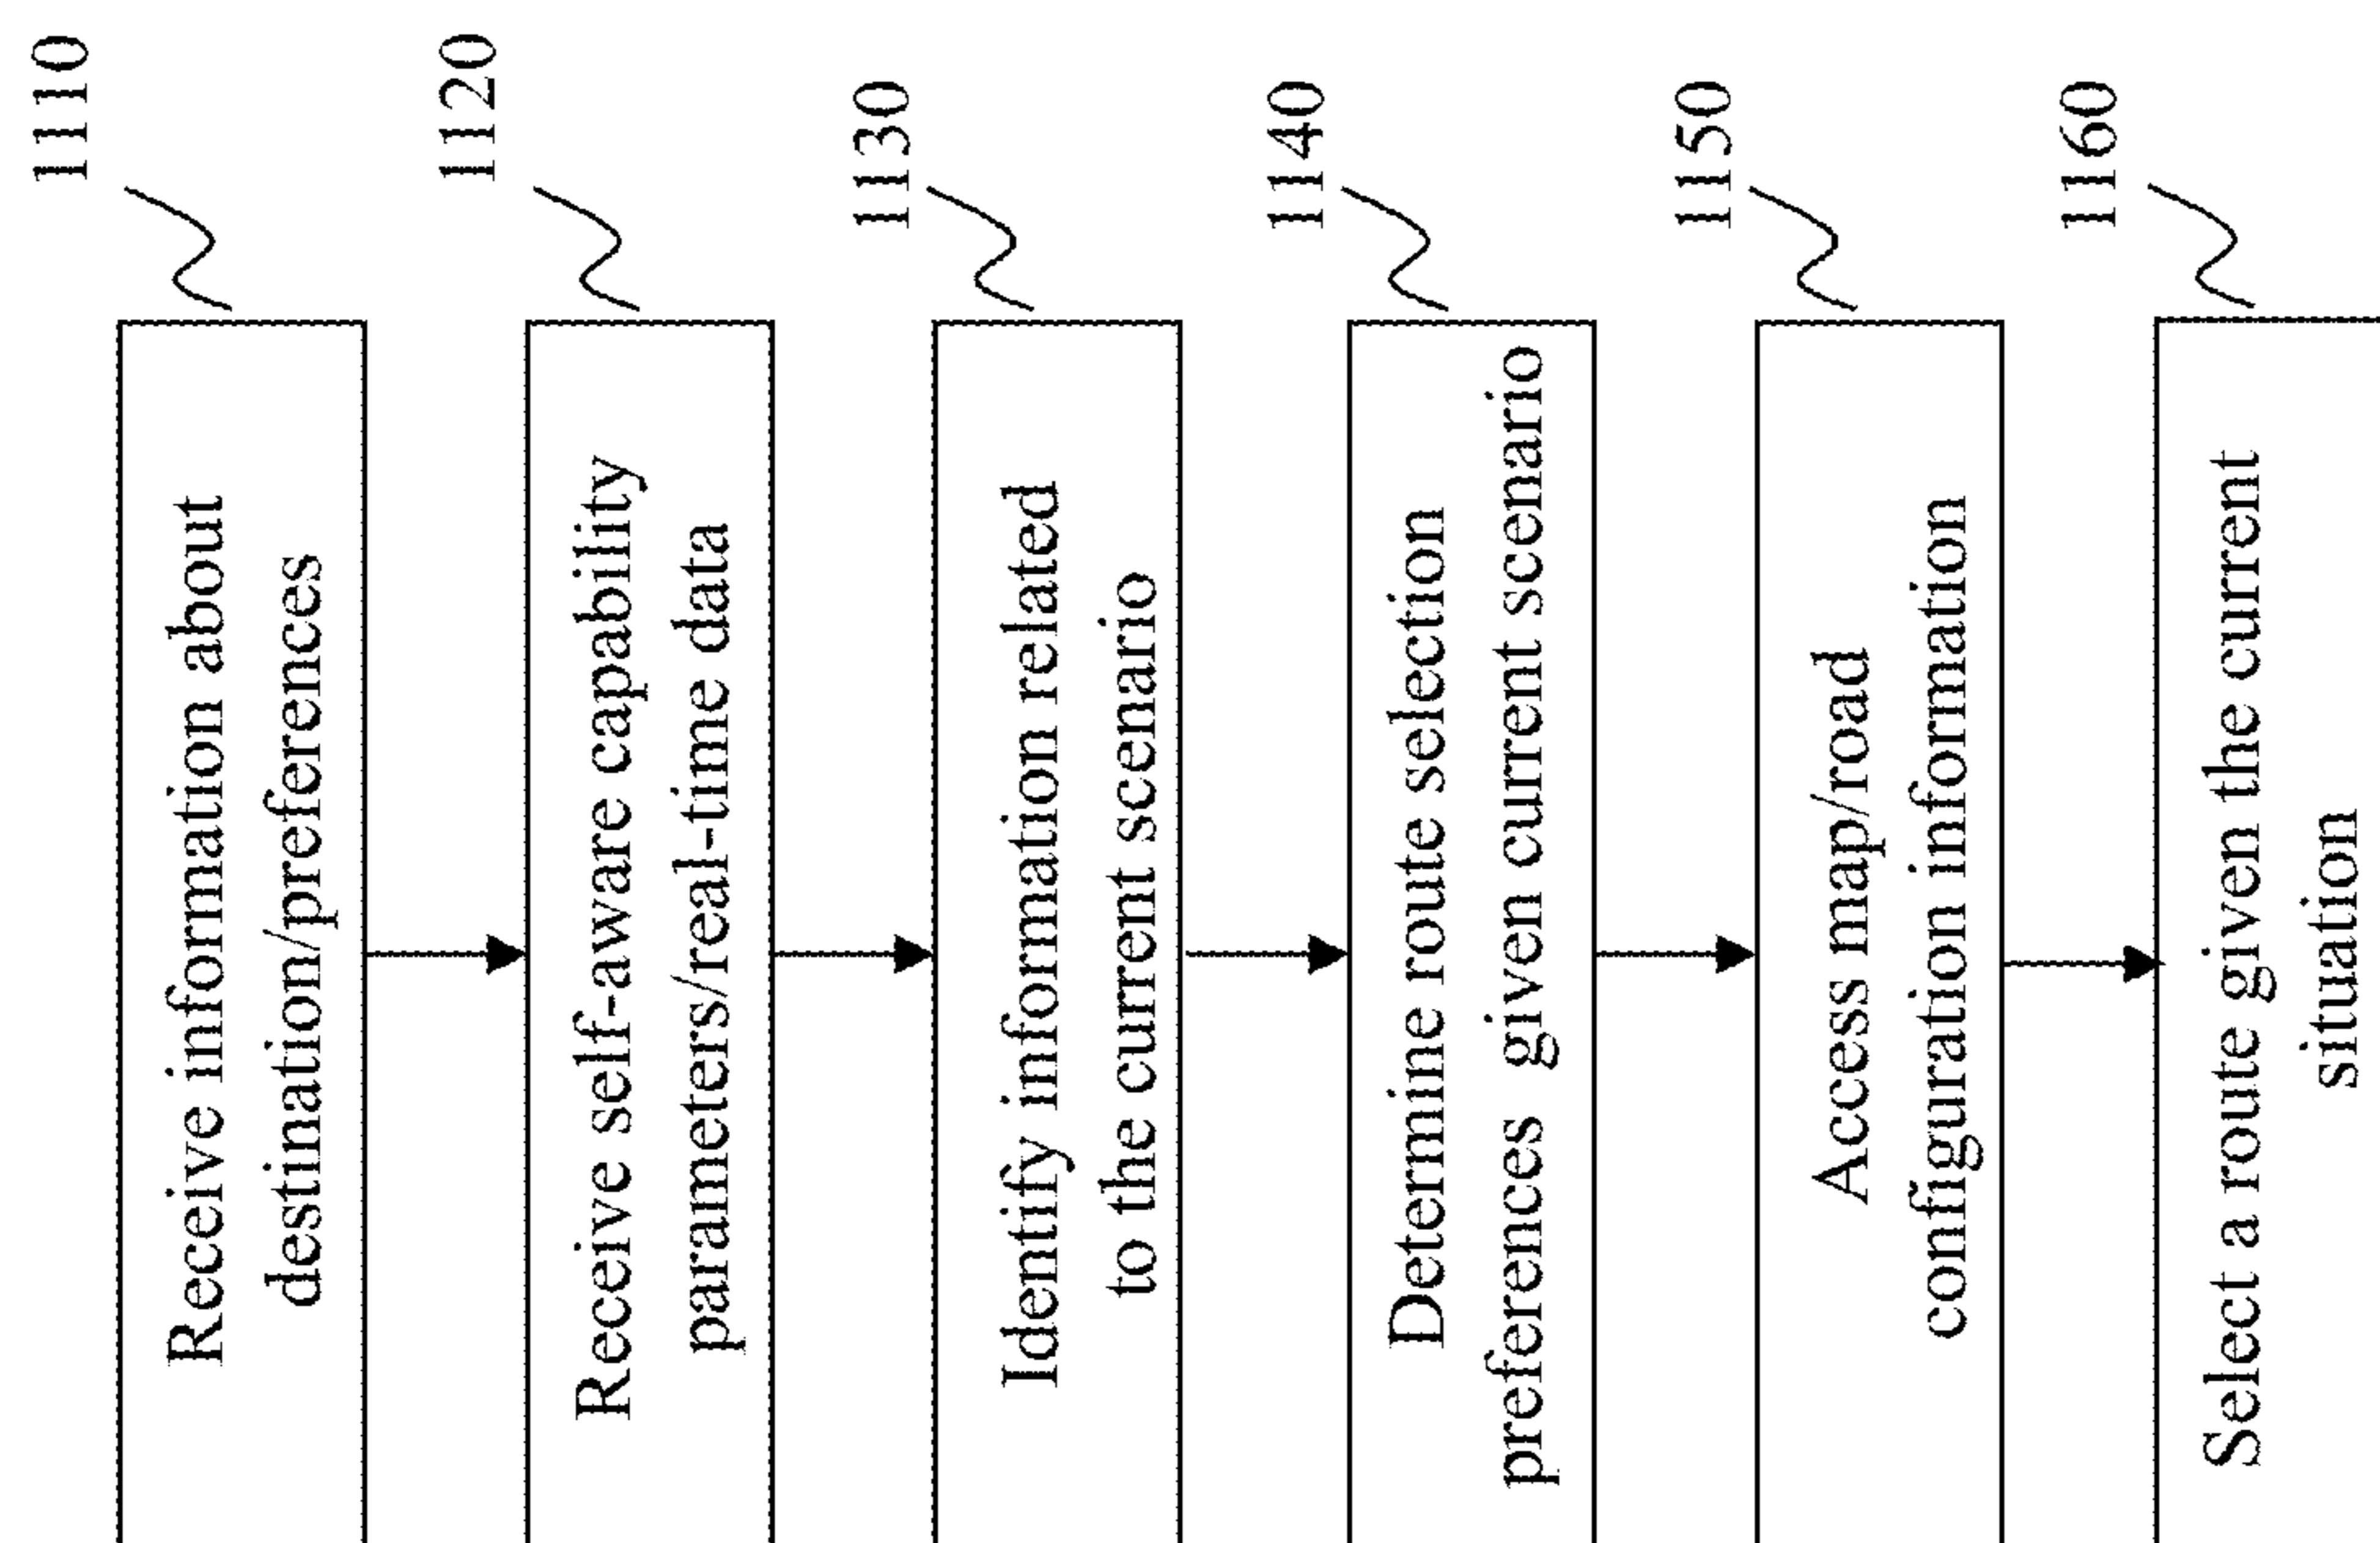 1110
Receive information about
destination/preferences
1120
Receive self-aware capability
parameters/real-time data
1130
Identify information related
to the current scenario
1140
Determine route selection
preferences given current scenario
1150
Access map/road
configuration information
1160
Select a route given the current
situation